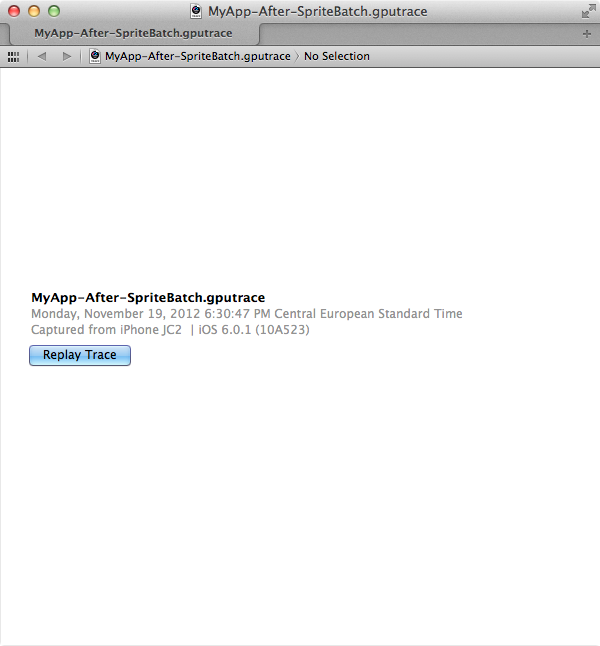 MyApp-After-SpriteBatch.gputrace
MyApp-After-SpriteBatch.gputrace
MyApp-After-SpriteBatch.gputrace 〉 No Selection
MyApp-After-SpriteBatch.gputrace
Monday, November 19, 2012 6:30:47 PM Central European Standard Time
Captured from iPhone JC2 | iOS 6.0.1 (10A523)
Replay Trace